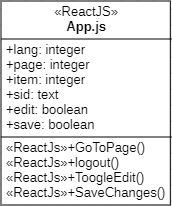 «ReactJS»
App.js
+lang: integer
+page: integer
+item: integer
+sid: text
+edit: boolean
+save: boolean
«ReactJs»+GoToPage()
«ReactJs»+logout()
«ReactJs»+ToogleEdit()
«ReactJs»+SaveChanges()